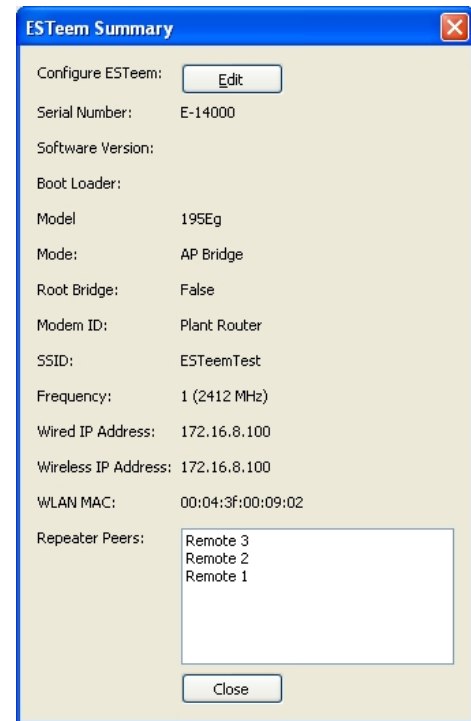 ESTeem Summary
Configure ESTeem: Edit
Serial Number: E-14000
Software Version:
Boot Loader:
Model 195Eg
Mode: AP Bridge
Root Bridge: False
Modem ID: Plant Router
SSID: ESTeemTest
Frequency: 1 (2412 MHz)
Wired IP Address: 172.16.8.100
Wireless IP Address: 172.16.8.100
WLAN MAC: 00:04:3f:00:09:02
Repeater Peers: Remote 3
Remote 2
Remote 1
Close